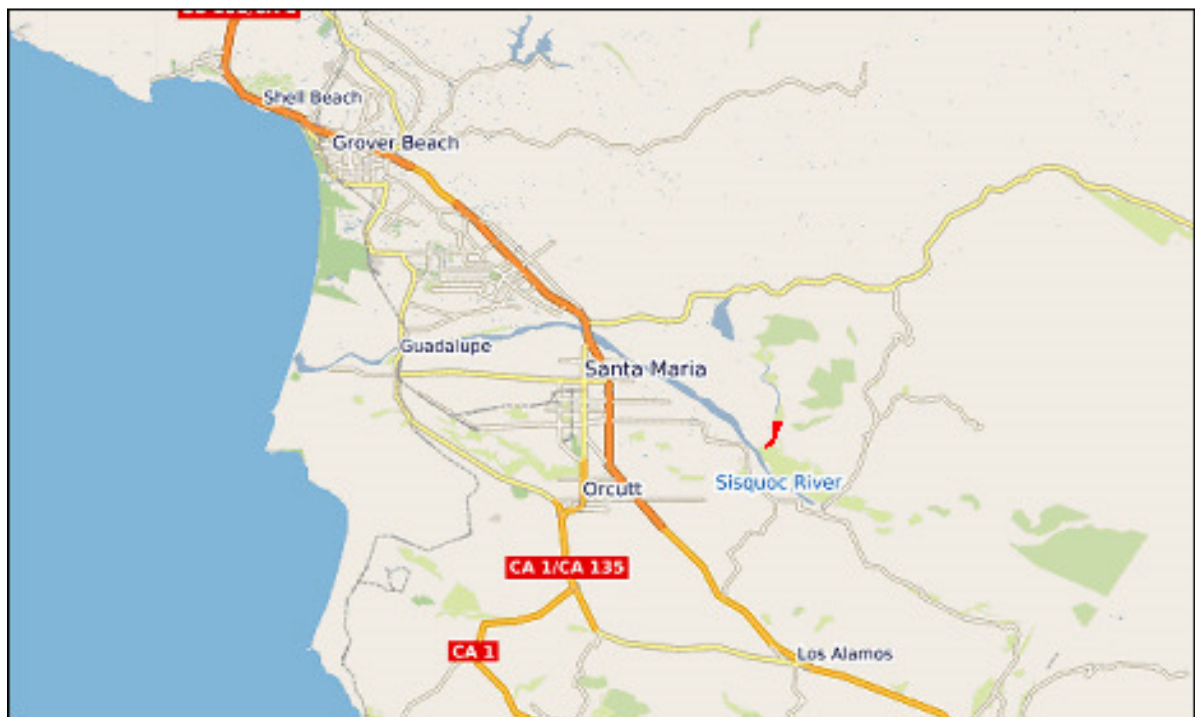 Shell Beach
Grover Beach
Guadalupe
Santa Maria
Sisquoc River
Orcutt
CA 1/CA 135
CA 1
Los Alamos